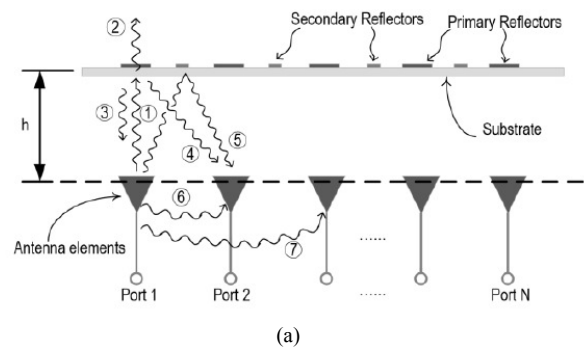 Secondary Reflectors
Primary Reflectors
②
③
①
④
⑤
h
Substrate
⑥
⑦
Antenna elements
......
......
Port 1
Port 2
Port N
(a)